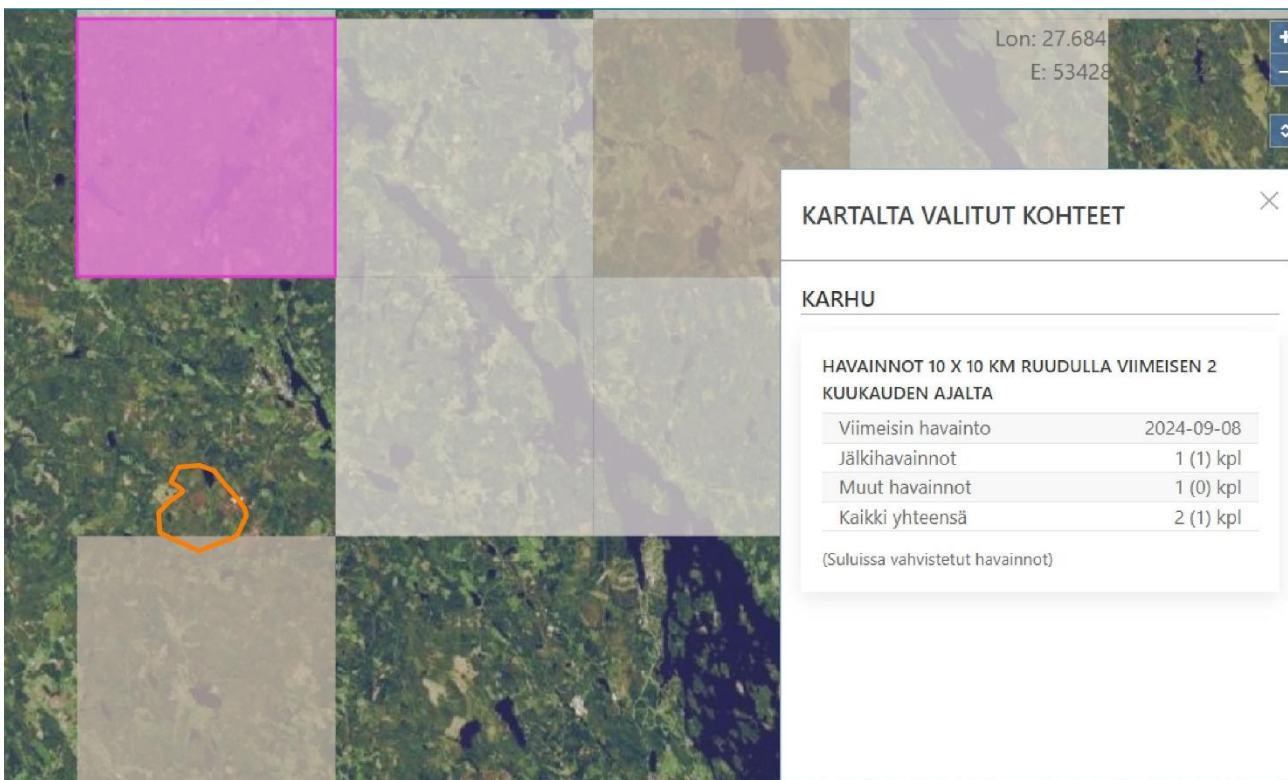 Lon: 27.684
E: 53428
KARTALTA VALITUT KOHTEET
KARHU
HAVAINNOT 10 X 10 KM RUUDULLA VIIMEISEN 2
KUUKAUDEN AJALTA
Viimeisin havainto 2024-09-08
Jälkihavainnot 1 (1) kpl
Muut havainnot 1 (0) kpl
Kaikki yhteensä 2 (1) kpl
(Suluissa vahvistetut havainnot)